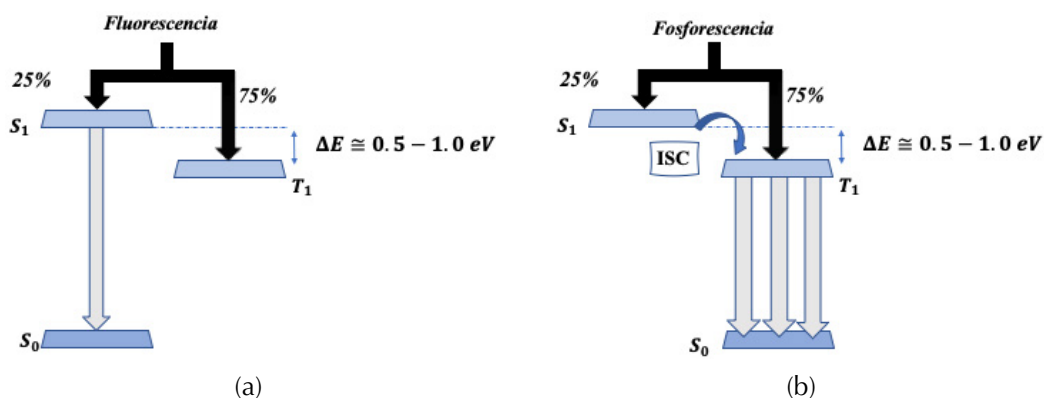 Fluorescencia
25%
75%
S₁
ΔE ≅ 0.5 − 1.0 eV
T₁
S₀
(a)
Fosforescencia
25%
75%
S₁
ISC
ΔE ≅ 0.5 − 1.0 eV
T₁
S₀
(b)